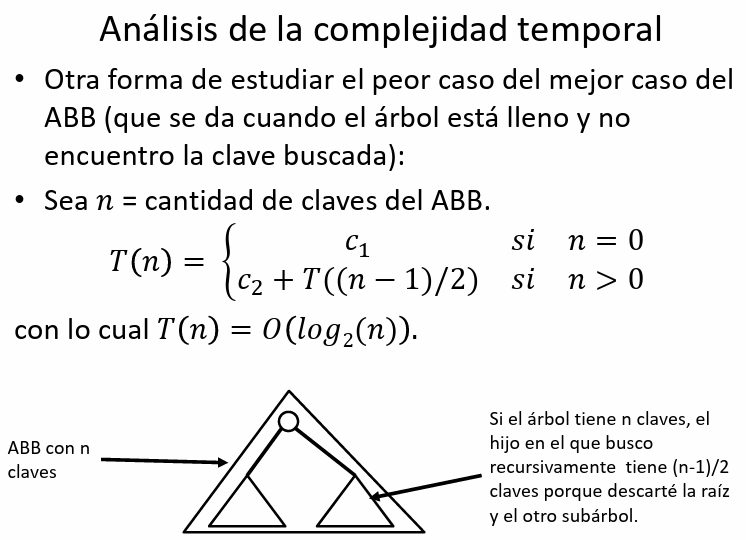 Análisis de la complejidad temporal
• Otra forma de estudiar el peor caso del mejor caso del
ABB (que se da cuando el árbol está lleno y no
encuentro la clave buscada):
• Sea n = cantidad de claves del ABB.
T(n) = { c₁ si n = 0
c₂ + T((n − 1)/2) si n > 0
con lo cual T(n) = O(log₂(n)).
ABB con n
claves
Si el árbol tiene n claves, el
hijo en el que busco
recursivamente tiene (n-1)/2
claves porque descarté la raíz
y el otro subárbol.